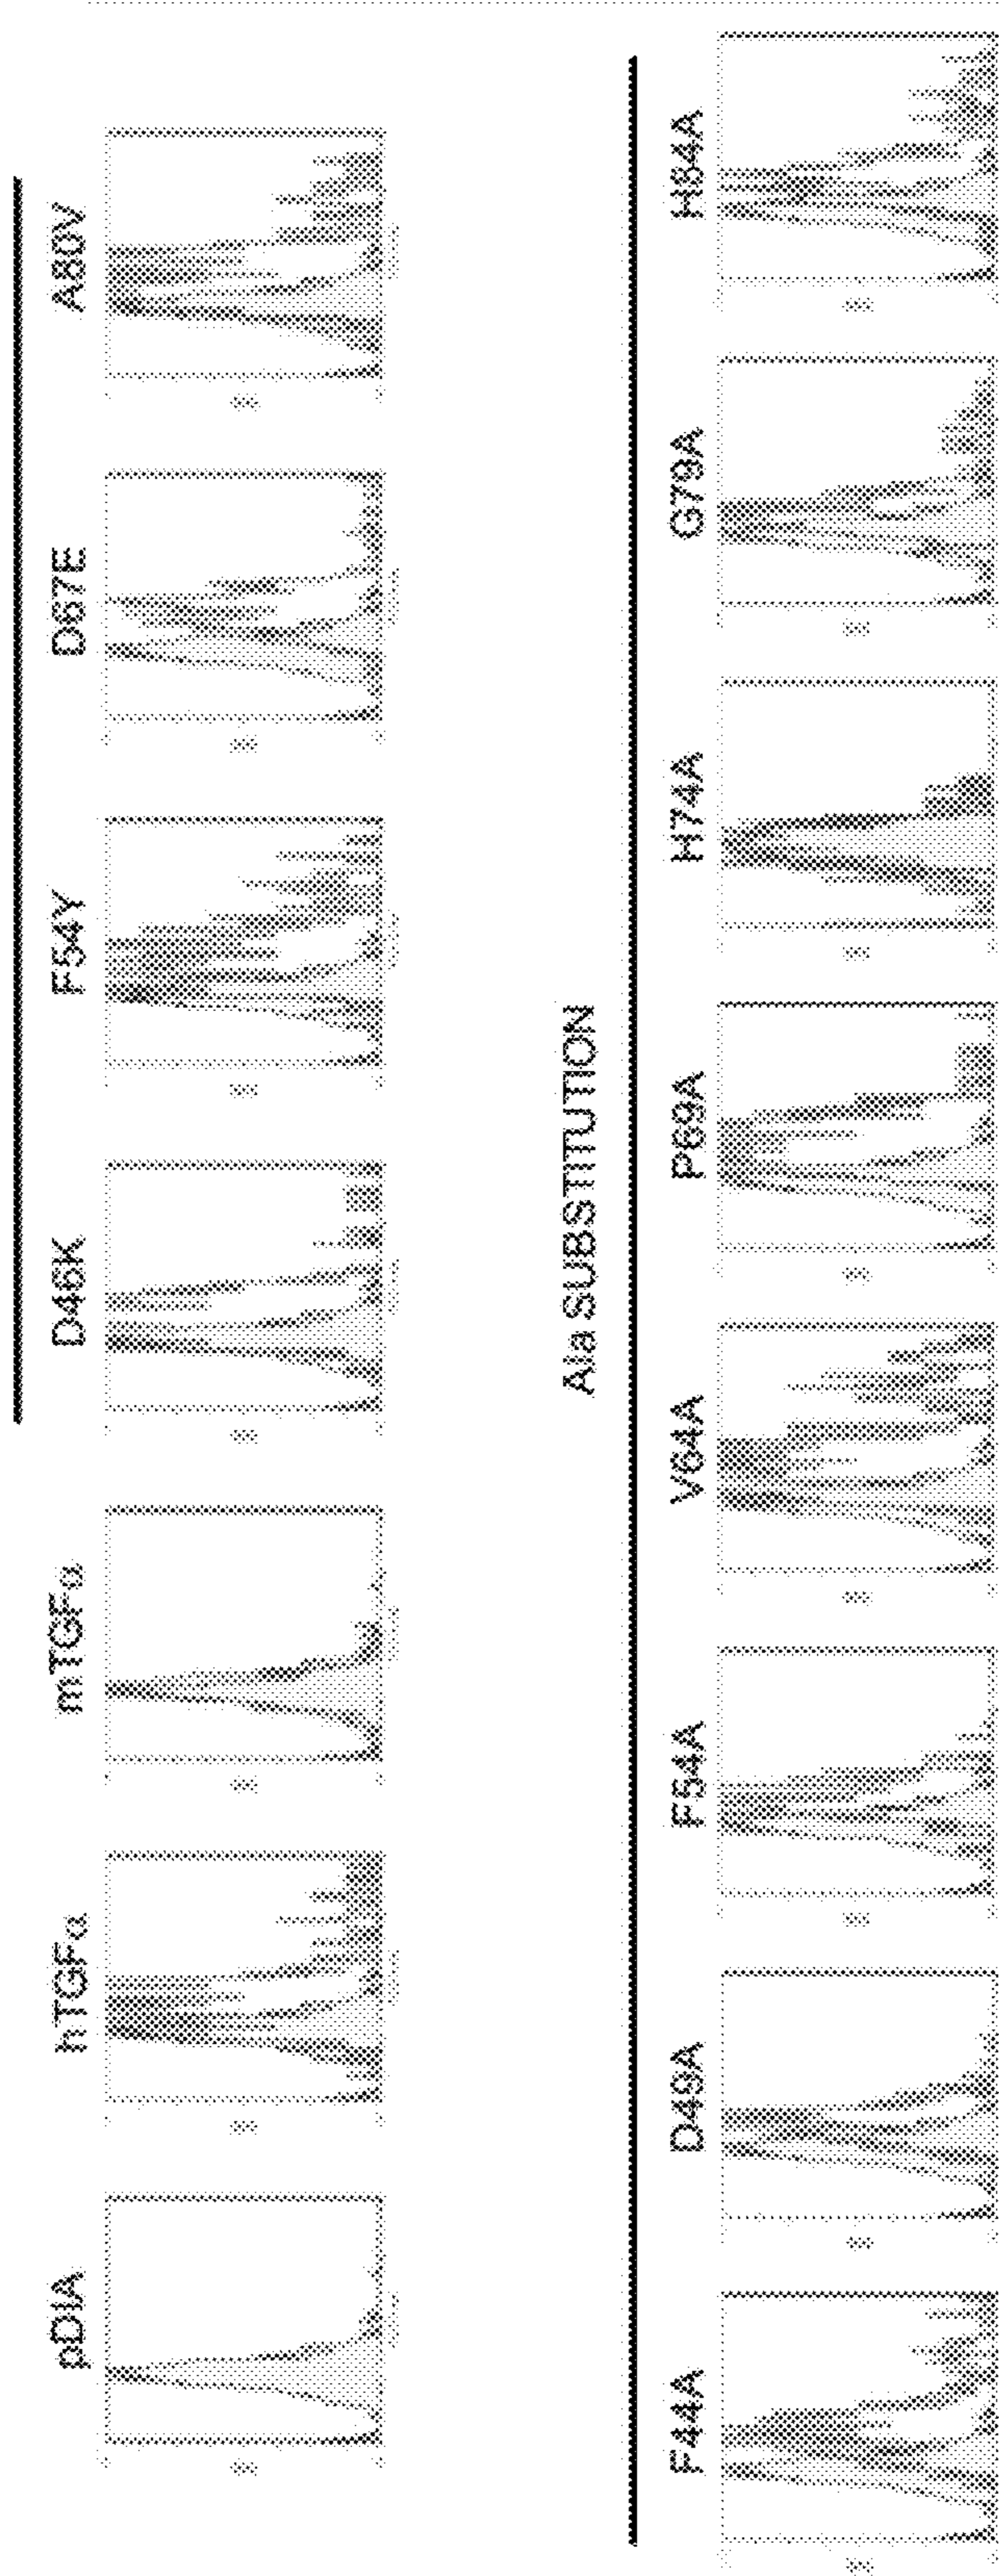 pDIA
hTGFα
mTGFα
D46K
F54Y
D67E
A80V
Ala SUBSTITUTION
F44A
D49A
F54A
V64A
P69A
H74A
G79A
H84A